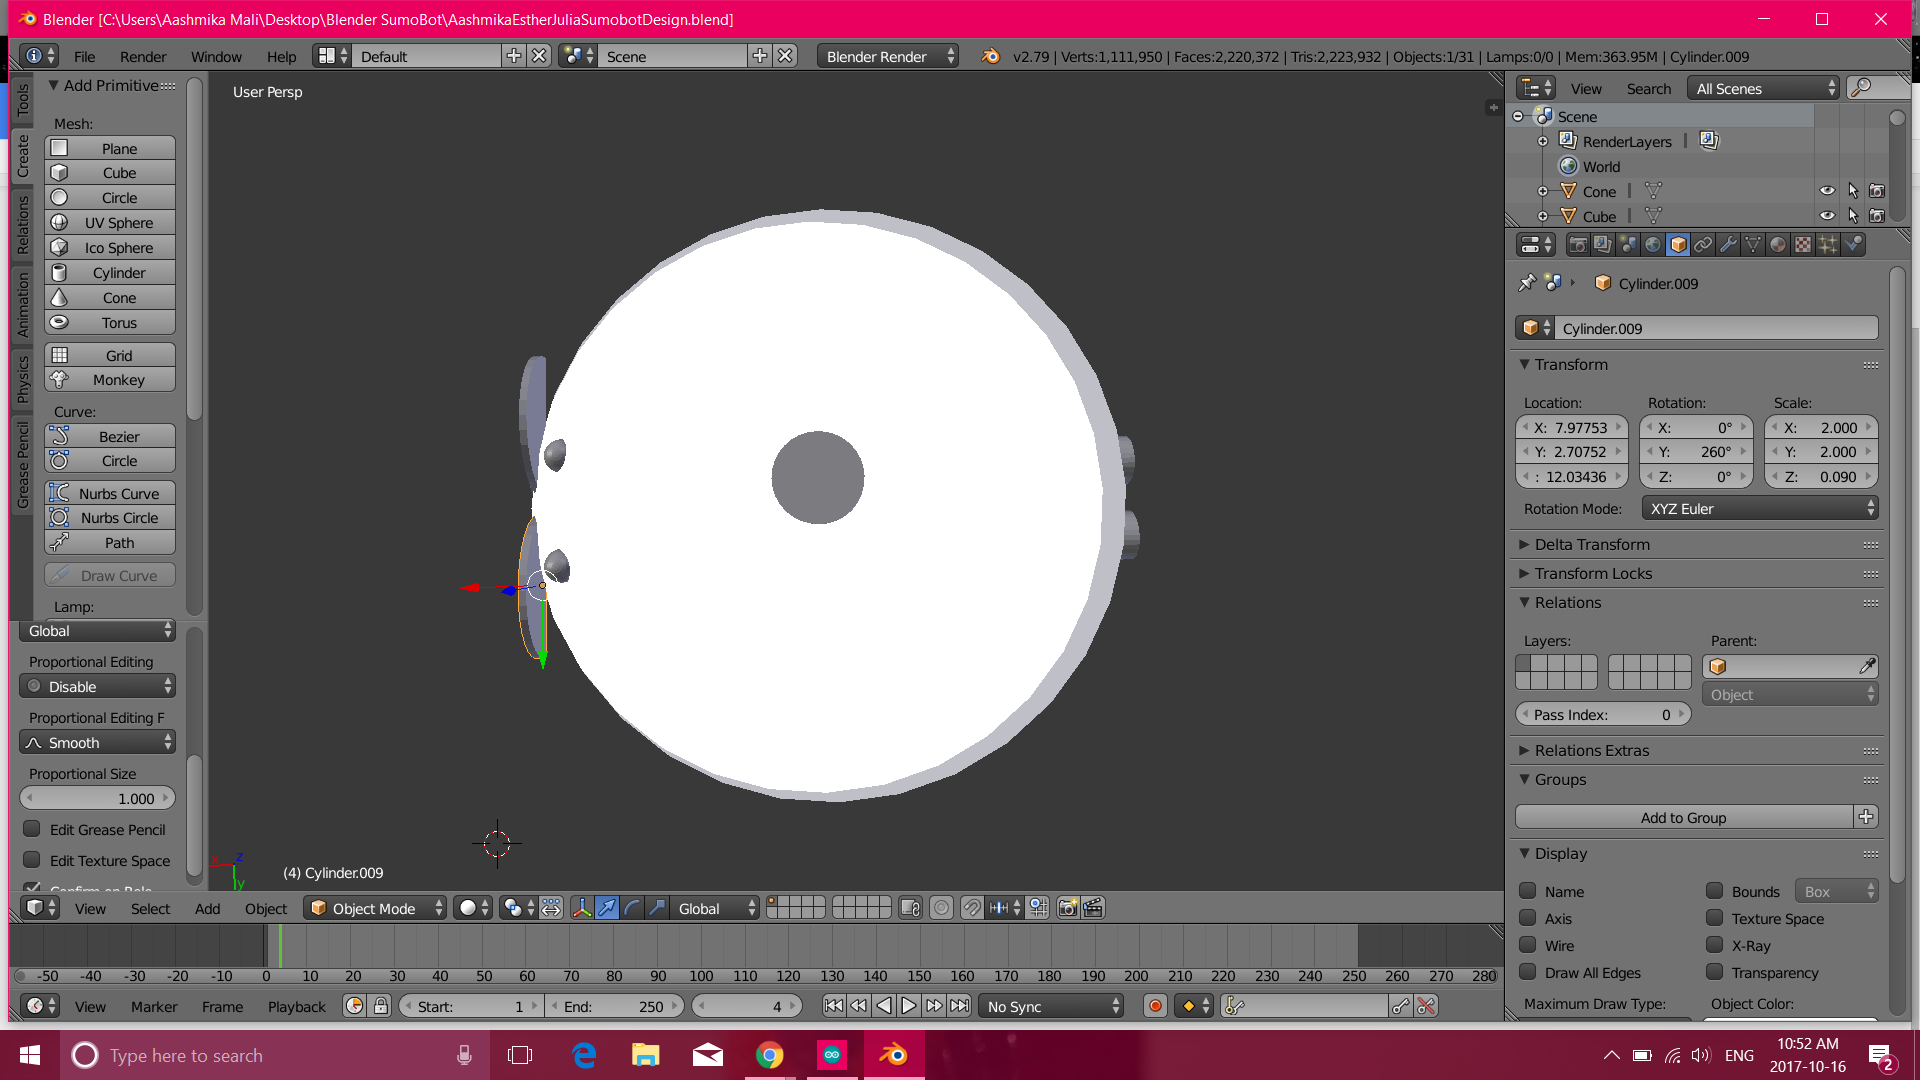 Blender [C:\Users\Aashmika Mali\Desktop\Blender SumoBot\AashmikaEstherJuliaSumobotDesign.blend]
File Render Window Help Default Scene Blender Render v2.79 | Verts:1,111,950 | Faces:2,220,372 | Tris:2,223,932 | Objects:1/31 | Lamps:0/0 | Mem:363.95M | Cylinder.009
Tools
Create
Relations
Animation
Physics
Grease Pencil
Add Primitive
Mesh:
Plane
Cube
Circle
UV Sphere
Ico Sphere
Cylinder
Cone
Torus
Grid
Monkey
Curve:
Bezier
Circle
Nurbs Curve
Nurbs Circle
Path
Draw Curve
Lamp:
Global
Proportional Editing
Disable
Proportional Editing F
Smooth
Proportional Size
1.000
Edit Grease Pencil
Edit Texture Space
User Persp
x z
y
(4) Cylinder.009
View Search All Scenes
Scene
RenderLayers |
World
Cone |
Cube |
Cylinder.009
Cylinder.009
Transform
Location: Rotation: Scale:
X: 7.97753 X: 0° X: 2.000
Y: 2.70752 Y: 260° Y: 2.000
: 12.03436 Z: 0° Z: 0.090
Rotation Mode: XYZ Euler
Delta Transform
Transform Locks
Relations
Layers: Parent:
Object
Pass Index: 0
Relations Extras
Groups
Add to Group
Display
Name Bounds Box
Axis Texture Space
Wire X-Ray
Draw All Edges Transparency
Maximum Draw Type: Object Color:
View Select Add Object Object Mode Global
-50 -40 -30 -20 -10 0 10 20 30 40 50 60 70 80 90 100 110 120 130 140 150 160 170 180 190 200 210 220 230 240 250 260 270 280
View Marker Frame Playback Start: 1 End: 250 4 No Sync
Type here to search
ENG
10:52 AM
2017-10-16
2